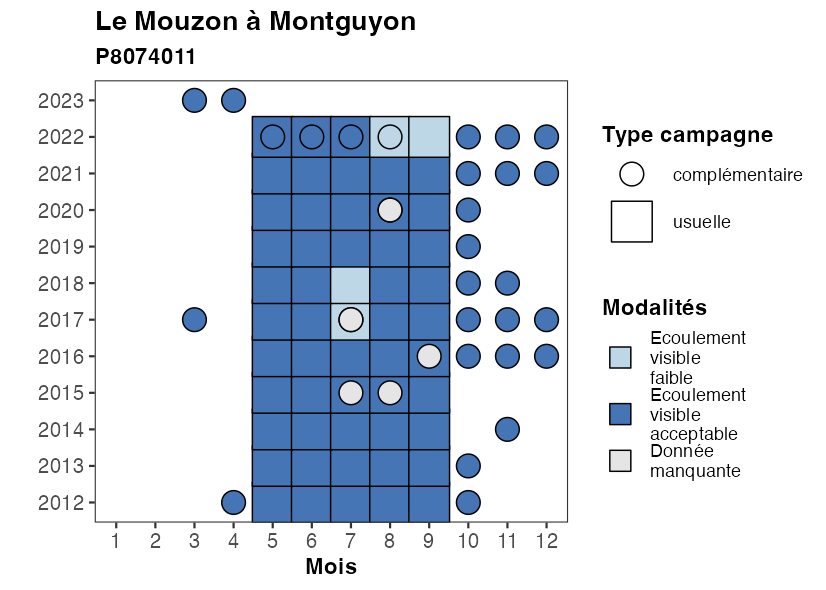 Le Mouzon à Montguyon
P8074011
2023
2022
2021
2020
2019
2018
2017
2016
2015
2014
2013
2012
1 2 3 4 5 6 7 8 9 10 11 12
Mois
Type campagne
complémentaire
usuelle
Modalités
Ecoulement
visible
faible
Ecoulement
visible
acceptable
Donnée
manquante